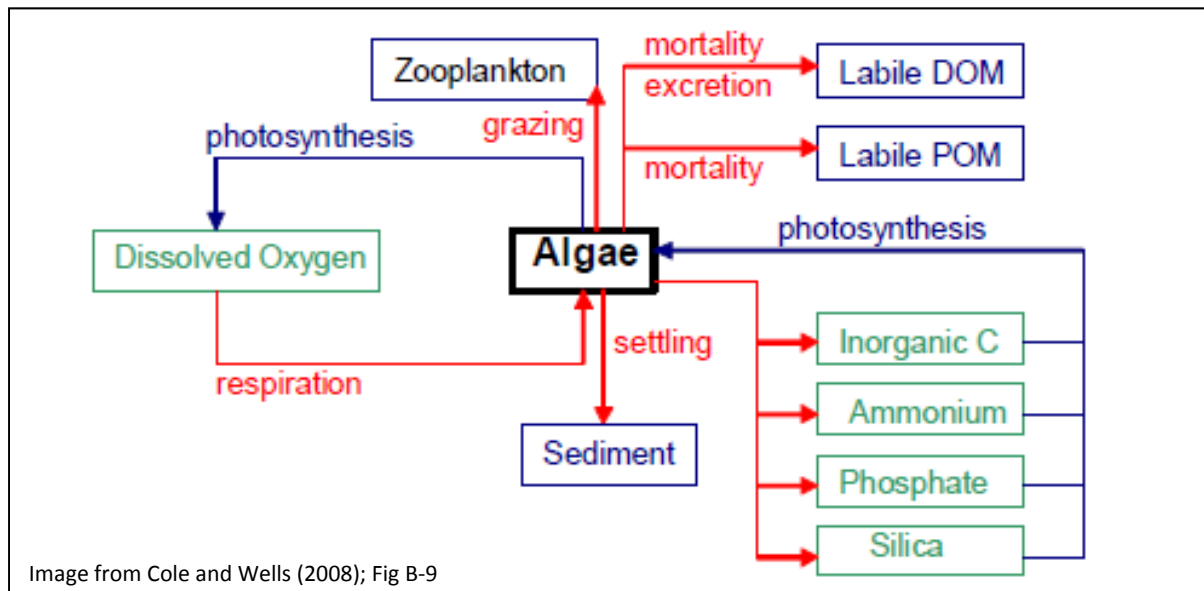 mortality
Zooplankton
Labile DOM
excretion
grazing
photosynthesis
Labile POM
mortality
photosynthesis
Algae
Dissolved Oxygen
settling
Inorganic C
respiration
Ammonium
Sediment
Phosphate
Silica
Image from Cole and Wells (2008); Fig B-9